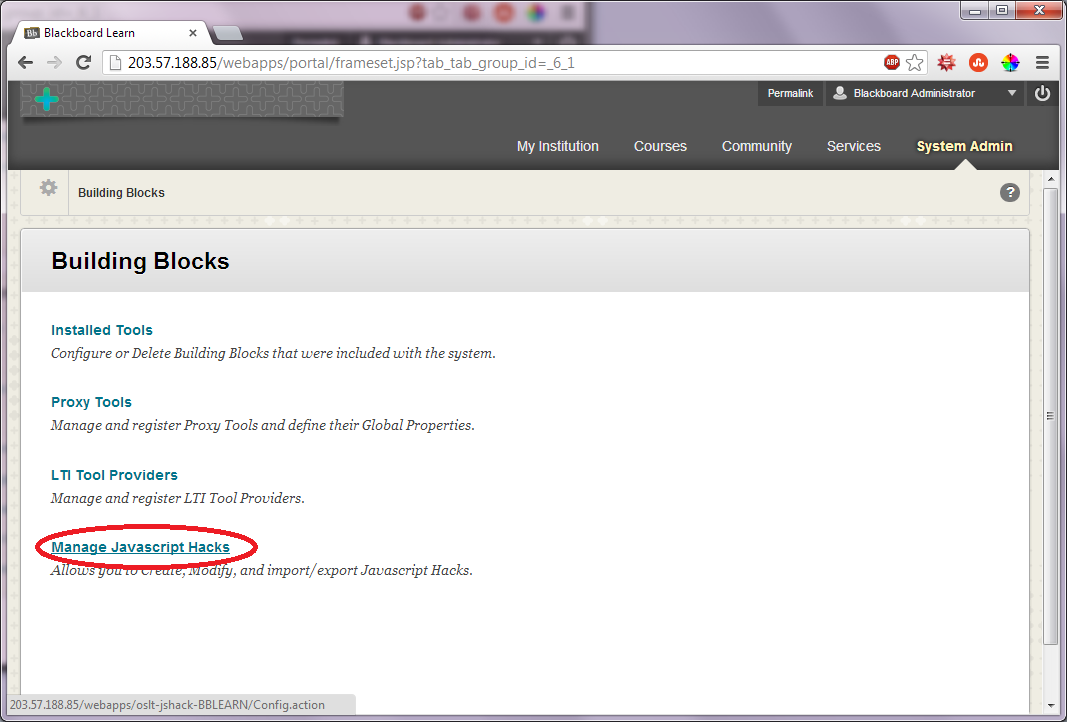 Bb Blackboard Learn
203.57.188.85/webapps/portal/frameset.jsp?tab_tab_group_id=_6_1
ABP
Permalink
Blackboard Administrator
My Institution
Courses
Community
Services
System Admin
Building Blocks
?
Building Blocks
Installed Tools
Configure or Delete Building Blocks that were included with the system.
Proxy Tools
Manage and register Proxy Tools and define their Global Properties.
LTI Tool Providers
Manage and register LTI Tool Providers.
Manage Javascript Hacks
Allows you to Create, Modify, and import/export Javascript Hacks.
203.57.188.85/webapps/oslt-jshack-BBLEARN/Config.action